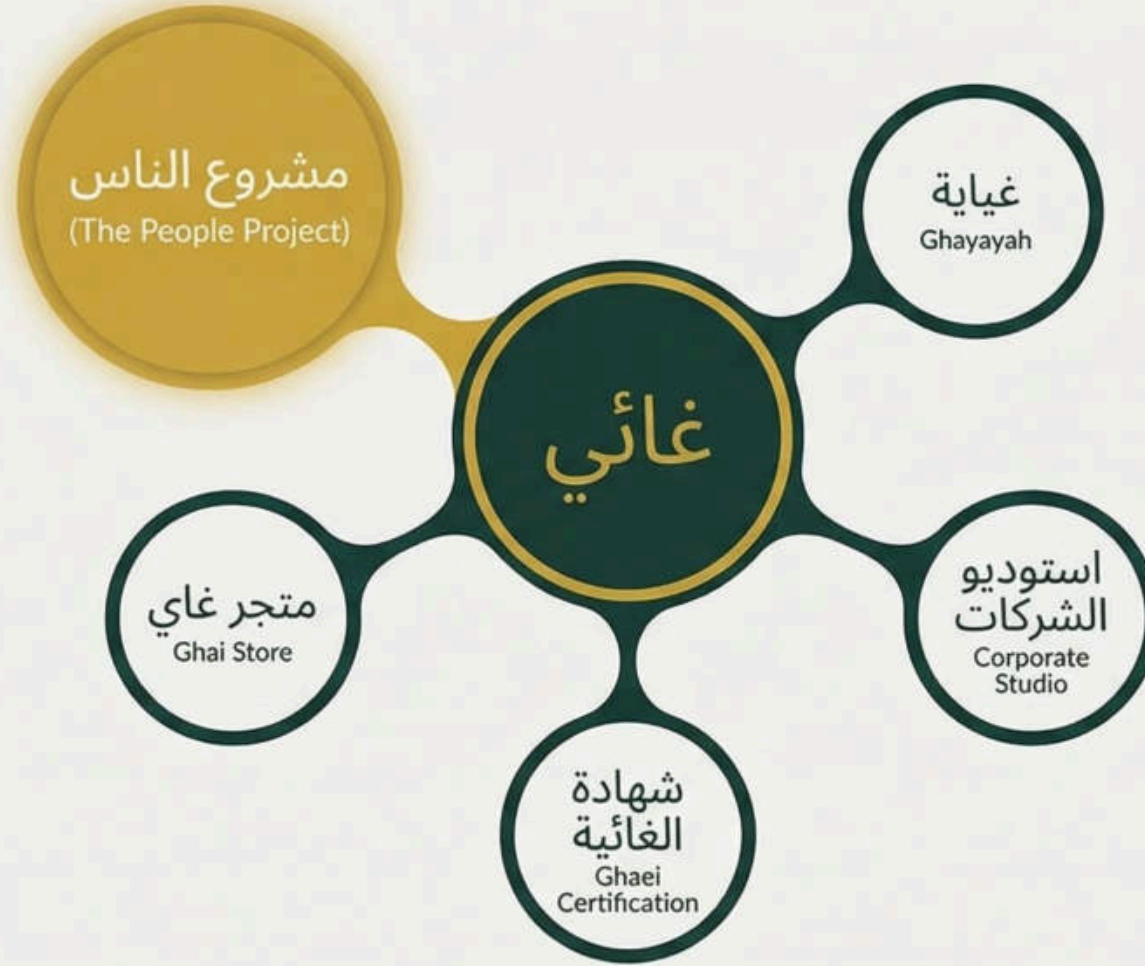 مشروع الناس
(The People Project)
غياية
Ghayayah
غائي
استوديو
الشركات
Corporate
Studio
متجر غاي
Ghai Store
شهادة
الغائية
Ghaei
Certification